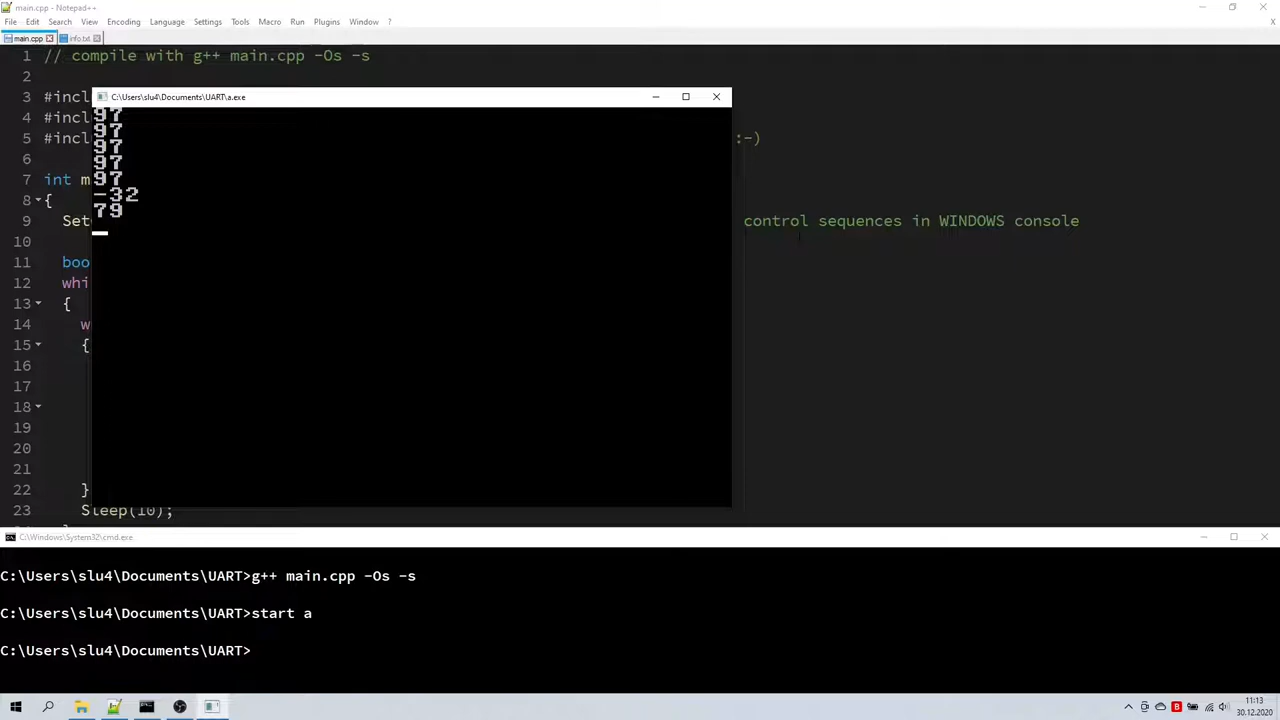 main.cpp - Notepad++
File Edit Search View Encoding Language Settings Tools Macro Run Plugins Window ? X
main.cpp info.txt
1 // compile with g++ main.cpp -Os -s
2
3 #incl
4 #incl
5 #incl :-)
6
7 int m
8 {
9 Set control sequences in WINDOWS console
10
11 boo
12 whi
13 {
14 w
15 {
16
17
18
19
20
21
22 }
23 Sleep(10);
C:\Users\slu4\Documents\UART\a.exe
97
97
97
97
97
-32
79
C:\Windows\System32\cmd.exe
C:\Users\slu4\Documents\UART>g++ main.cpp -Os -s
C:\Users\slu4\Documents\UART>start a
C:\Users\slu4\Documents\UART>
11:13
30.12.2020